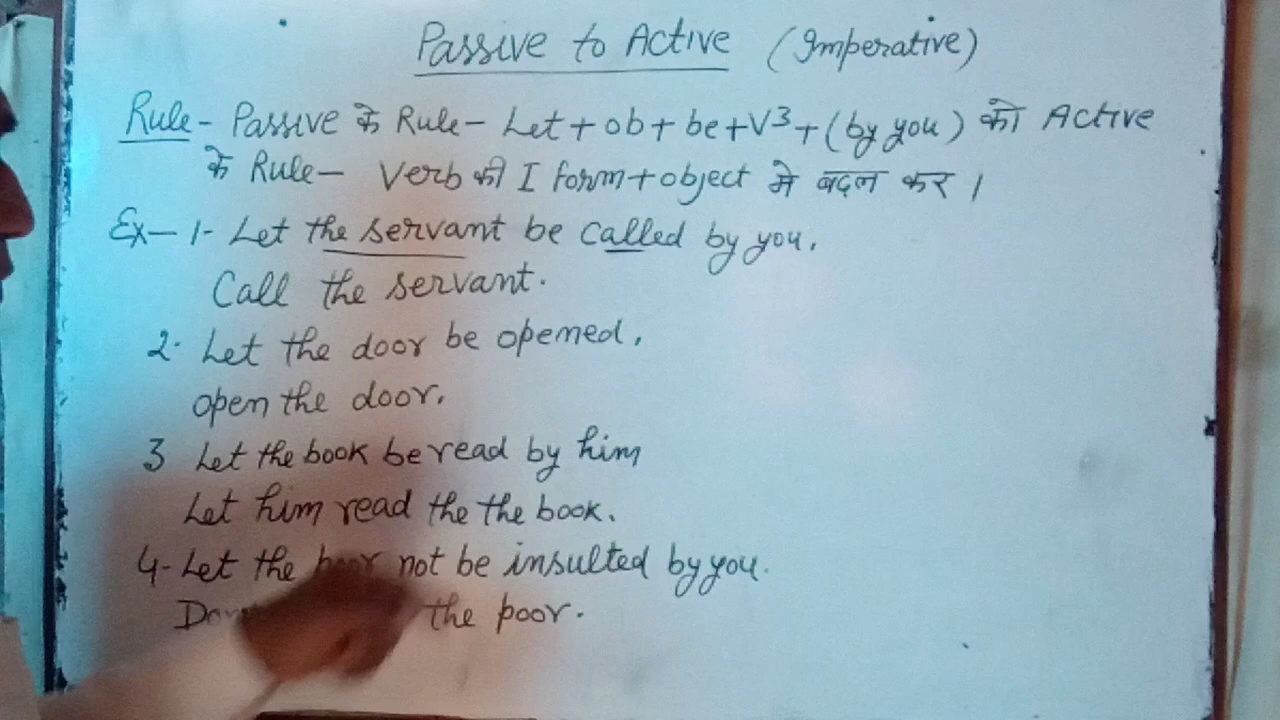 Passive to Active (Imperative)
Rule- Passive के Rule- Let+ob+be+V3+(by you) को Active
के Rule- Verb की I form+object मे बदल कर ।
Ex- 1- Let the servant be called by you.
Call the servant.
2. Let the door be opened.
open the door.
3 Let the book be read by him
Let him read the the book.
4- Let the poor not be insulted by you.
the poor.